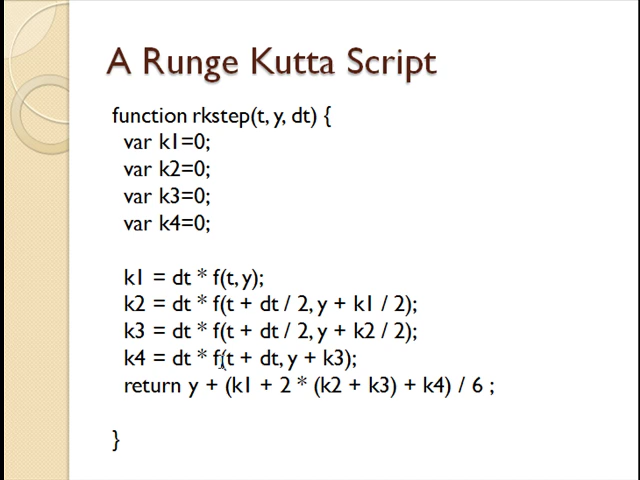 A Runge Kutta Script
function rkstep(t, y, dt) {
var k1=0;
var k2=0;
var k3=0;
var k4=0;
k1 = dt * f(t, y);
k2 = dt * f(t + dt / 2, y + k1 / 2);
k3 = dt * f(t + dt / 2, y + k2 / 2);
k4 = dt * f(t + dt, y + k3);
return y + (k1 + 2 * (k2 + k3) + k4) / 6 ;
}